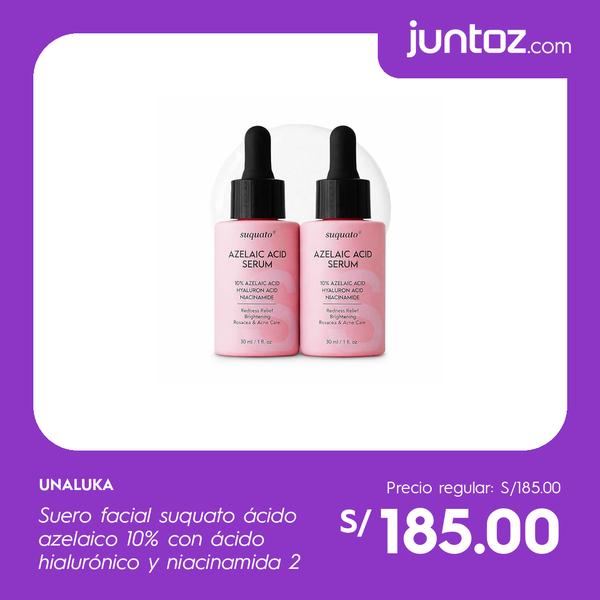 juntoz.com
suquato®
AZELAIC ACID
SERUM
10% AZELAIC ACID
HYALURON ACID
NIACINAMIDE
Redness Relief
Brightening
Rosacea & Acne Care
30 ml / 1 fl. oz
suquato®
AZELAIC ACID
SERUM
10% AZELAIC ACID
HYALURON ACID
NIACINAMIDE
Redness Relief
Brightening
Rosacea & Acne Care
30 ml / 1 fl. oz
UNALUKA
Suero facial suquato ácido
azelaico 10% con ácido
hialurónico y niacinamida 2
Precio regular: S/185.00
S/185.00